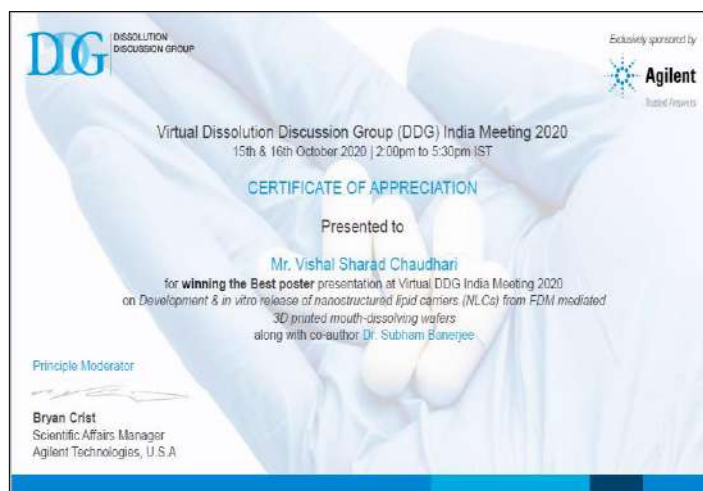 DDG
DISSOLUTION
DISCUSSION GROUP
Exclusively sponsored by
Agilent
Trusted Answers
Virtual Dissolution Discussion Group (DDG) India Meeting 2020
15th & 16th October 2020 | 2:00pm to 5:30pm IST
CERTIFICATE OF APPRECIATION
Presented to
Mr. Vishal Sharad Chaudhari
for winning the Best poster presentation at Virtual DDG India Meeting 2020
on Development & in vitro release of nanostructured lipid carriers (NLCs) from FDM mediated
3D printed mouth-dissolving wafers
along with co-author Dr. Subham Banerjee
Principle Moderator
Bryan Crist
Scientific Affairs Manager
Agilent Technologies, U.S.A